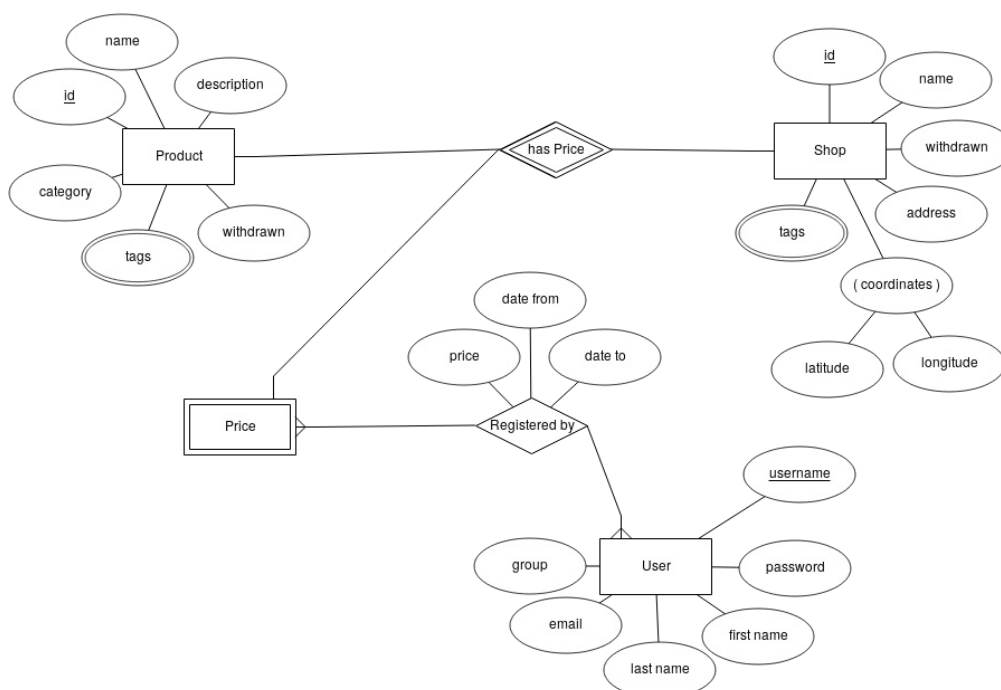 name
id
description
Product
category
withdrawn
tags
has Price
id
name
Shop
withdrawn
tags
address
( coordinates )
latitude
longitude
date from
price
date to
Price
Registered by
username
group
User
password
email
first name
last name